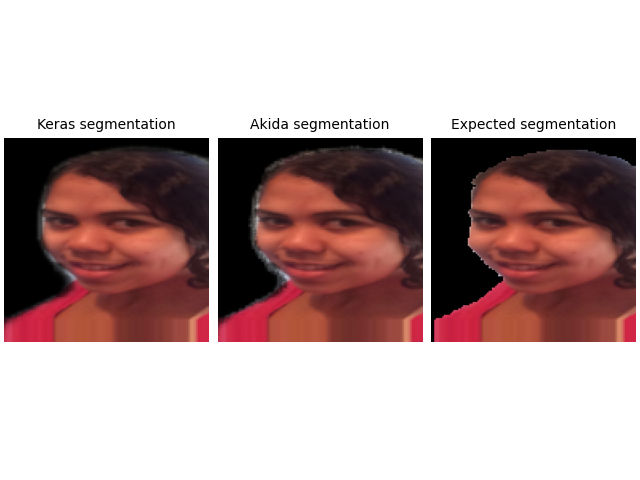 Keras segmentation
Akida segmentation
Expected segmentation